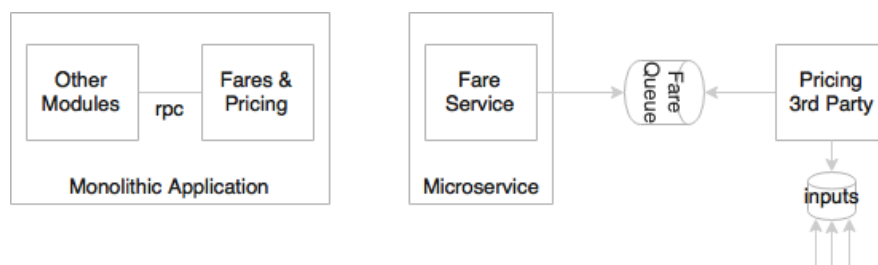 Other
Modules
rpc
Fares &
Pricing
Monolithic Application
Fare
Service
Microservice
Fare
Queue
Pricing
3rd Party
inputs